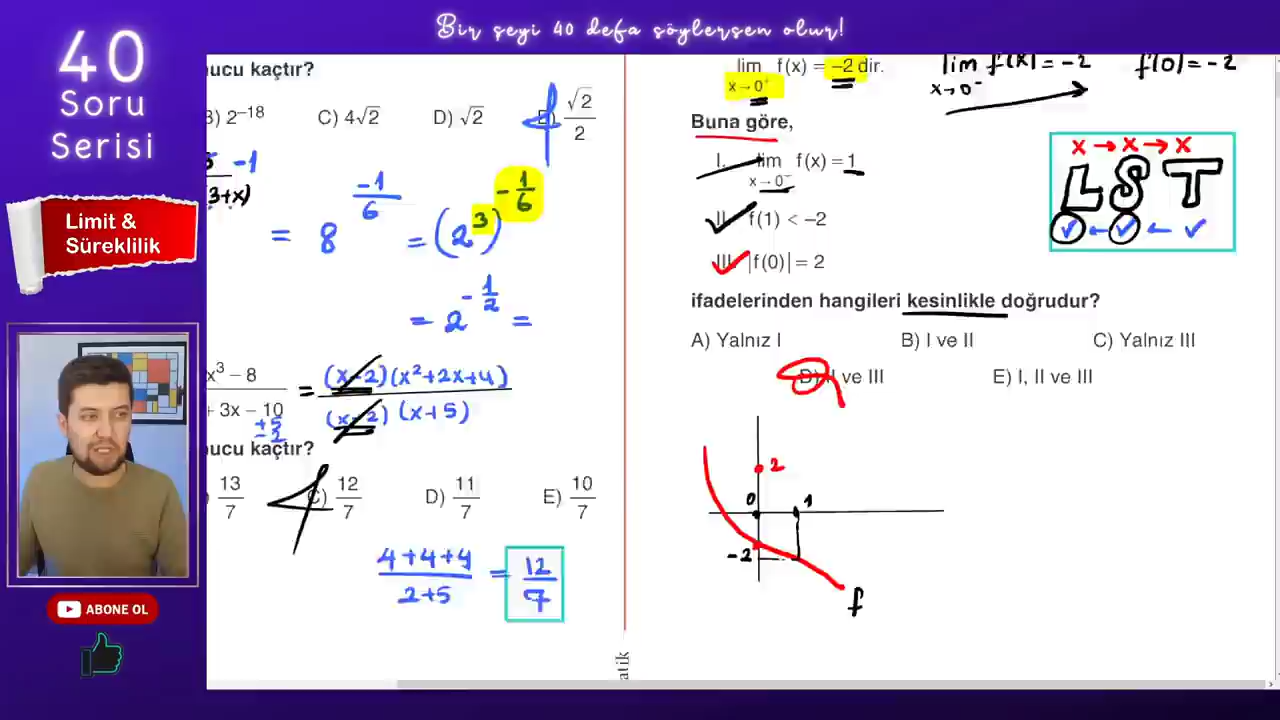 Bir şeyi 40 defa söylersen olur!
40
Soru
Serisi
Limit &
Süreklilik
ABONE OL
ucu kaçtır?
B) 2⁻¹⁸ C) 4√2 D) √2 E) √2/2
-1
(3+x)
= 8^(-1/6) = (2³)^(-1/6)
= 2^(-1/2) =
x³ – 8 = (x-2)(x²+2x+4)
+ 3x – 10 (x-2)(x+5)
+5
-2
ucu kaçtır?
13/7 C) 12/7 D) 11/7 E) 10/7
4+4+4 / 2+5 = 12/7
atik
lim f(x) = –2 dir.
x→0⁺
lim f(x) = -2 f(0) = -2
x→0⁻
Buna göre,
I. lim f(x) = 1
x→0⁻
II. f(1) < –2
III. |f(0)| = 2
x → x → x
L S T
✓ ← ✓ ← ✓
ifadelerinden hangileri kesinlikle doğrudur?
A) Yalnız I B) I ve II C) Yalnız III
D) II ve III E) I, II ve III
2
0 1
-2
f